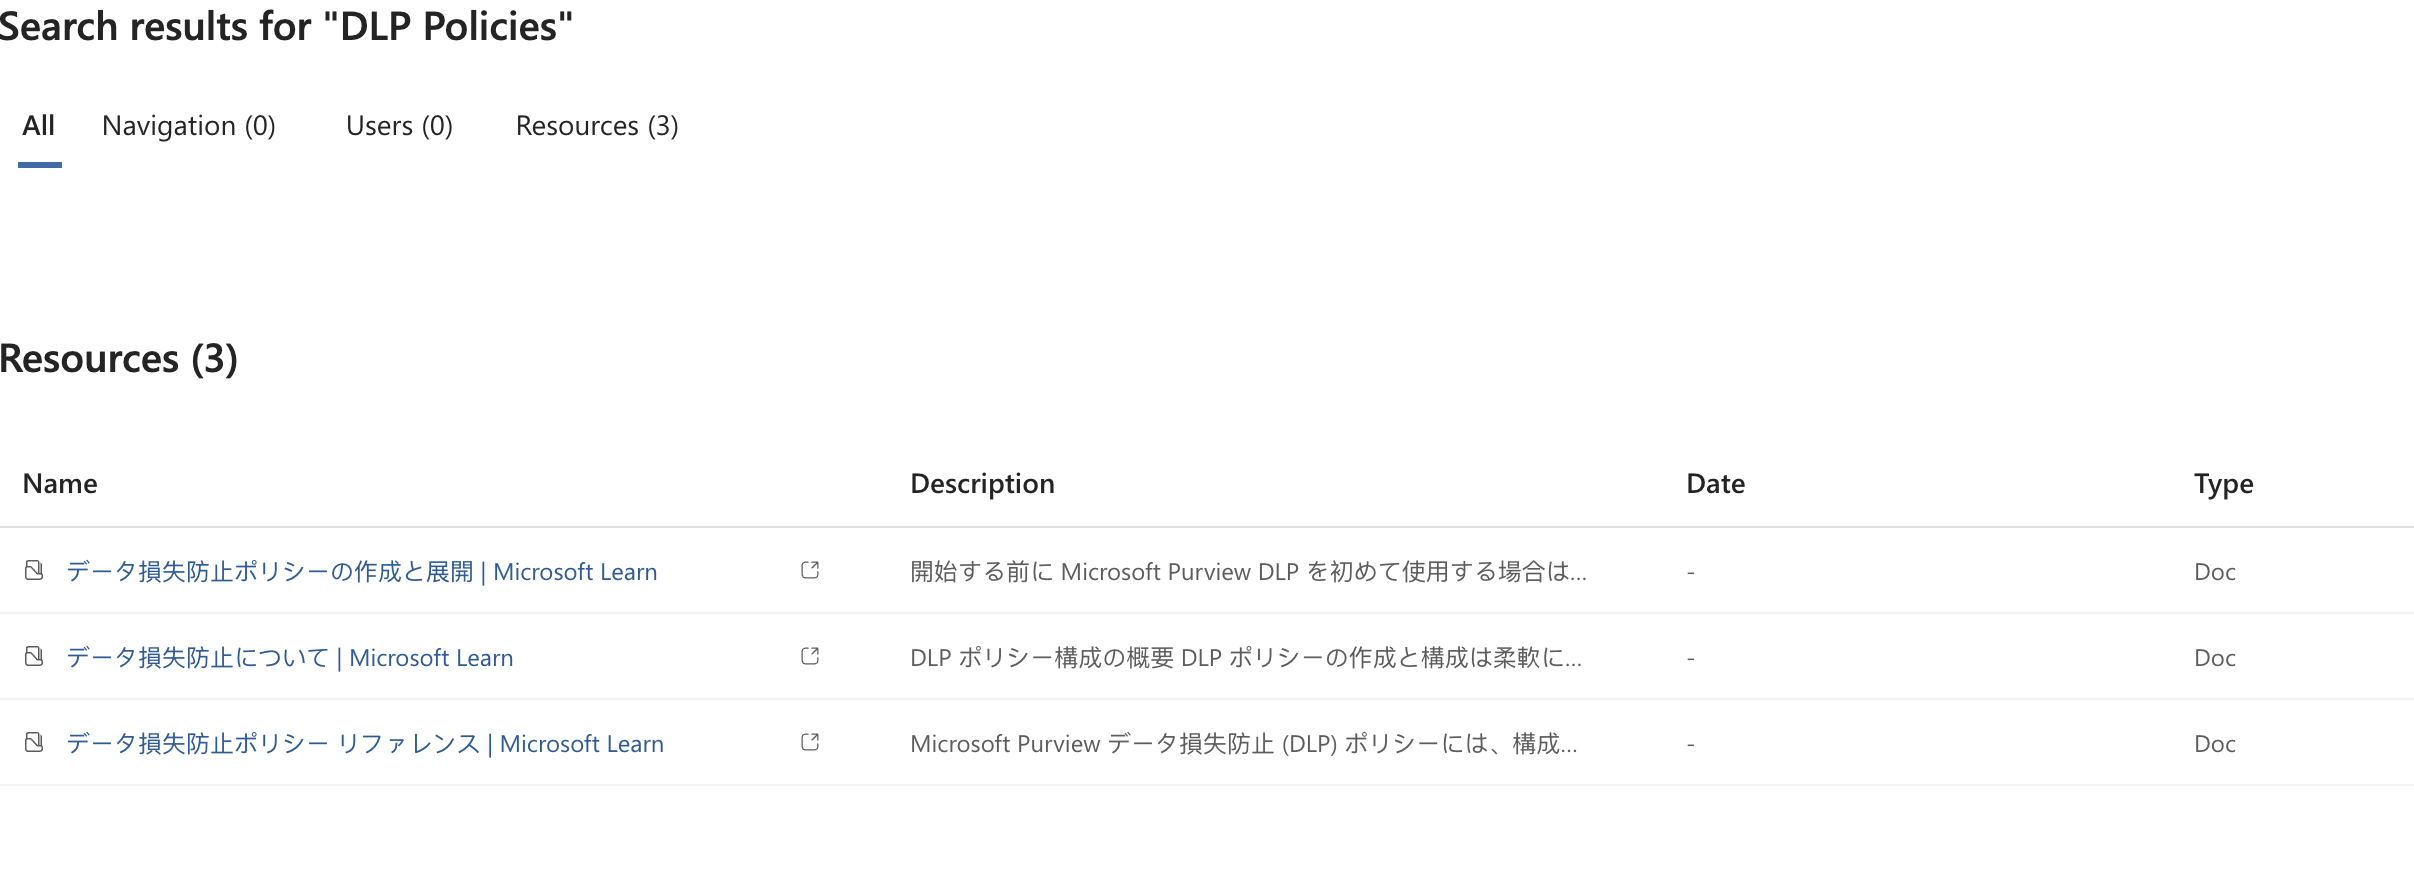 Search results for "DLP Policies"
All Navigation (0) Users (0) Resources (3)
Resources (3)
Name Description Date Type
データ損失防止ポリシーの作成と展開 | Microsoft Learn 開始する前に Microsoft Purview DLP を初めて使用する場合は... - Doc
データ損失防止について | Microsoft Learn DLP ポリシー構成の概要 DLP ポリシーの作成と構成は柔軟に... - Doc
データ損失防止ポリシー リファレンス | Microsoft Learn Microsoft Purview データ損失防止 (DLP) ポリシーには、構成... - Doc